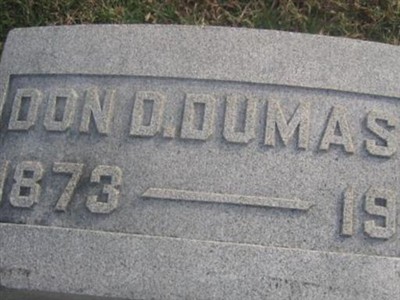 DON D. DUMAS
1873 — 19